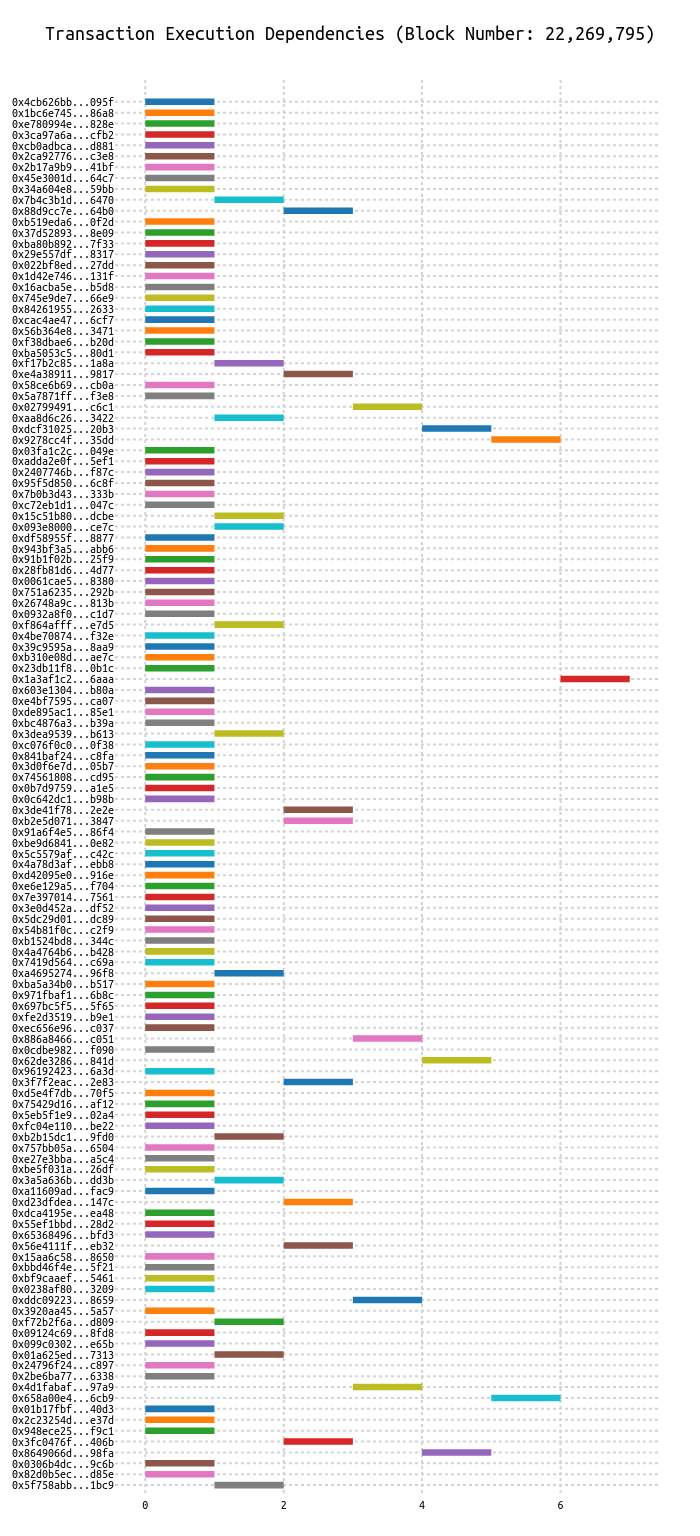 Transaction Execution Dependencies (Block Number: 22,269,795)
0x4cb626bb...095f
0x1bc6e745...86a8
0xe780994e...828e
0x3ca97a6a...cfb2
0xcb0adbca...d881
0x2ca92776...c3e8
0x2b17a9b9...41bf
0x45e3001d...64c7
0x34a604e8...59bb
0x7b4c3b1d...6470
0x88d9cc7e...64b0
0xb519eda6...0f2d
0x37d52893...8e09
0xba80b892...7f33
0x29e557df...8317
0x022bf8ed...27dd
0x1d42e746...131f
0x16acba5e...b5d8
0x745e9de7...66e9
0x84261955...2633
0xcac4ae47...6cf7
0x56b364e8...3471
0xf38dbae6...b20d
0xba5053c5...80d1
0xf17b2c85...1a8a
0xe4a38911...9817
0x58ce6b69...cb0a
0x5a7871ff...f3e8
0x02799491...c6c1
0xaa8d6c26...3422
0xdcf31025...20b3
0x9278cc4f...35dd
0x03fa1c2c...049e
0xadda2e0f...5ef1
0x2407746b...f87c
0x95f5d850...6c8f
0x7b0b3d43...333b
0xc72eb1d1...047c
0x15c51b80...dcbe
0x093e8000...ce7c
0xdf58955f...8877
0x943bf3a5...abb6
0x91b1f02b...25f9
0x28fb81d6...4d77
0x0061cae5...8380
0x751a6235...292b
0x26748a9c...813b
0x0932a8f0...c1d7
0xf864afff...e7d5
0x4be70874...f32e
0x39c9595a...8aa9
0xb310e08d...ae7c
0x23db11f8...0b1c
0x1a3af1c2...6aaa
0x603e1304...b80a
0xe4bf7595...ca07
0xde895ac1...85e1
0xbc4876a3...b39a
0x3dea9539...b613
0xc076f0c0...0f38
0x841baf24...c8fa
0x3d0f6e7d...05b7
0x74561808...cd95
0x0b7d9759...a1e5
0x0c642dc1...b98b
0x3de41f78...2e2e
0xb2e5d071...3847
0x91a6f4e5...86f4
0xbe9d6841...0e82
0x5c5579af...c42c
0x4a78d3af...ebb8
0xd42095e0...916e
0xe6e129a5...f704
0x7e397014...7561
0x3e0d452a...df52
0x5dc29d01...dc89
0x54b81f0c...c2f9
0xb1524bd8...344c
0x4a4764b6...b428
0x7419d564...c69a
0xa4695274...96f8
0xba5a34b0...b517
0x971fbaf1...6b8c
0x697bc5f5...5f65
0xfe2d3519...b9e1
0xec656e96...c037
0x886a8466...c051
0x0cdbe982...f090
0x62de3286...841d
0x96192423...6a3d
0x3f7f2eac...2e83
0xd5e4f7db...70f5
0x75429d16...af12
0x5eb5f1e9...02a4
0xfc04e110...be22
0xb2b15dc1...9fd0
0x757bb05a...6504
0xe27e3bba...a5c4
0xbe5f031a...26df
0x3a5a636b...dd3b
0xa11609ad...fac9
0xd23dfdea...147c
0xdca4195e...ea48
0x55ef1bbd...28d2
0x65368496...bfd3
0x56e4111f...eb32
0x15aa6c58...8650
0xbbd46f4e...5f21
0xbf9caaef...5461
0x0238af80...3209
0xddc09223...8659
0x3920aa45...5a57
0xf72b2f6a...d809
0x09124c69...8fd8
0x099c0302...e65b
0x01a625ed...7313
0x24796f24...c897
0x2be6ba77...6338
0x4d1fabaf...97a9
0x658a00e4...6cb9
0x01b17fbf...40d3
0x2c23254d...e37d
0x948ece25...f9c1
0x3fc0476f...406b
0x8649066d...98fa
0x0306b4dc...9c6b
0x82d0b5ec...d85e
0x5f758abb...1bc9
0 2 4 6